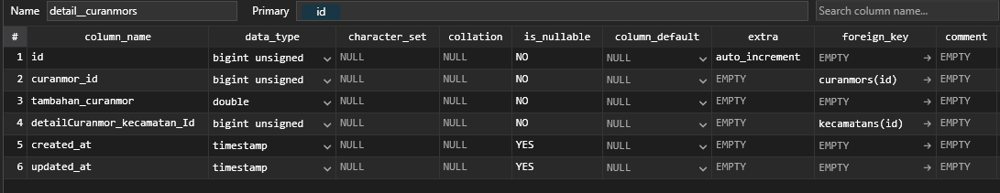 Name detail__curanmors Primary id Search column name...
# column_name data_type character_set collation is_nullable column_default extra foreign_key comment
1 id bigint unsigned NULL NULL NO NULL auto_increment EMPTY EMPTY
2 curanmor_id bigint unsigned NULL NULL NO NULL EMPTY curanmors(id) EMPTY
3 tambahan_curanmor double NULL NULL NO NULL EMPTY EMPTY EMPTY
4 detailCuranmor_kecamatan_Id bigint unsigned NULL NULL NO NULL EMPTY kecamatans(id) EMPTY
5 created_at timestamp NULL NULL YES NULL EMPTY EMPTY EMPTY
6 updated_at timestamp NULL NULL YES NULL EMPTY EMPTY EMPTY